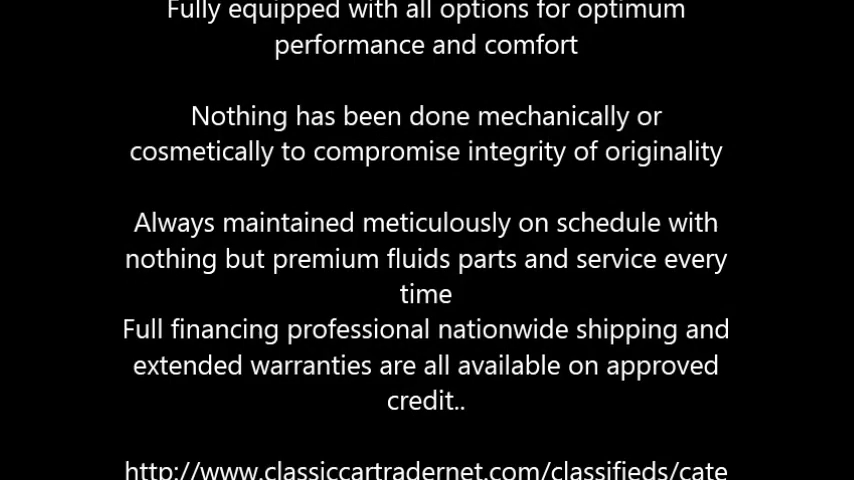 Fully equipped with all options for optimum
performance and comfort
Nothing has been done mechanically or
cosmetically to compromise integrity of originality
Always maintained meticulously on schedule with
nothing but premium fluids parts and service every
time
Full financing professional nationwide shipping and
extended warranties are all available on approved
credit..
http://www.classiccartradernet.com/classifieds/cate